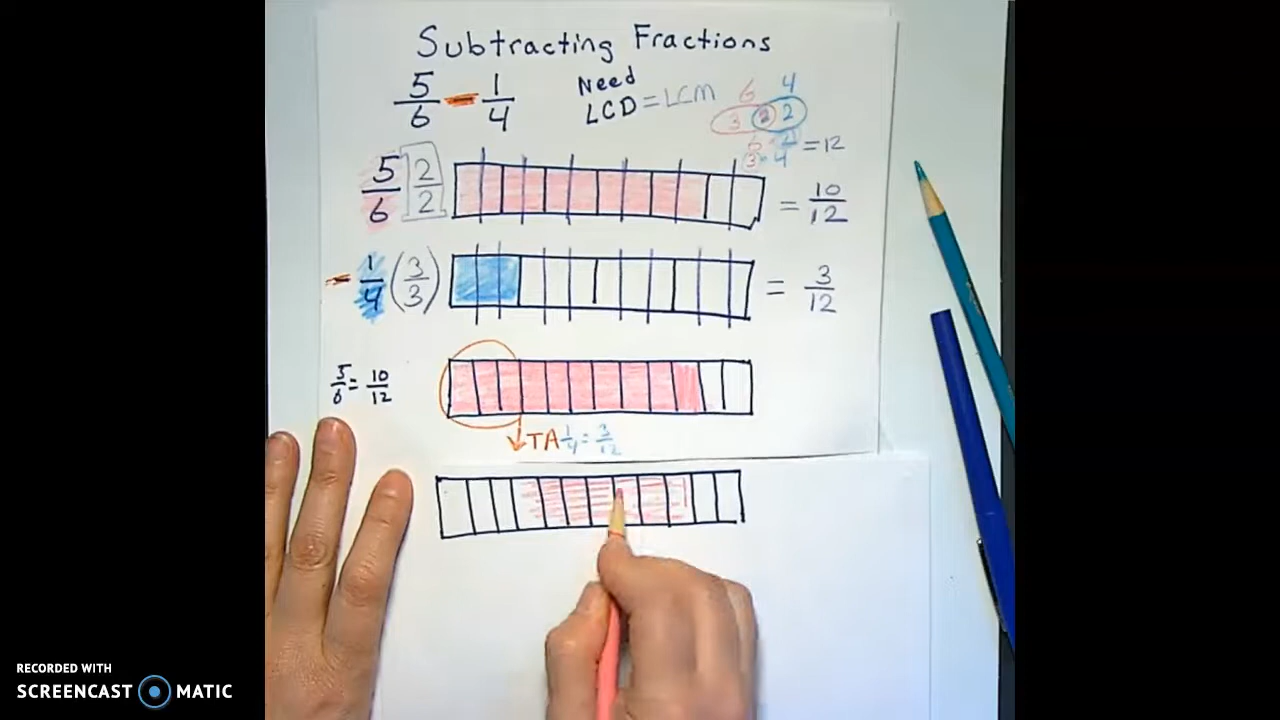 Subtracting Fractions
5/6 - 1/4
Need
LCD = LCM
6 4
3 2 2
3 · 4 = 12
5/6 [2/2] = 10/12
- 1/4 (3/3) = 3/12
5/6 = 10/12
TA 1/4 = 3/12
RECORDED WITH
SCREENCAST MATIC